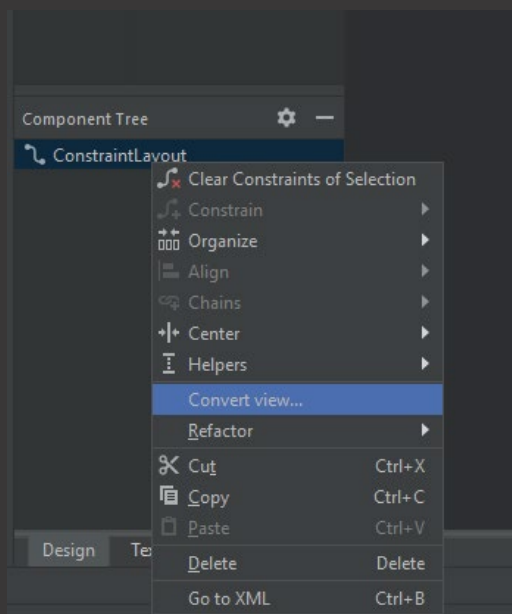 Component Tree
ConstraintLayout
Clear Constraints of Selection
Constrain
Organize
Align
Chains
Center
Helpers
Convert view...
Refactor
Cut Ctrl+X
Copy Ctrl+C
Paste Ctrl+V
Design
Delete Delete
Go to XML Ctrl+B